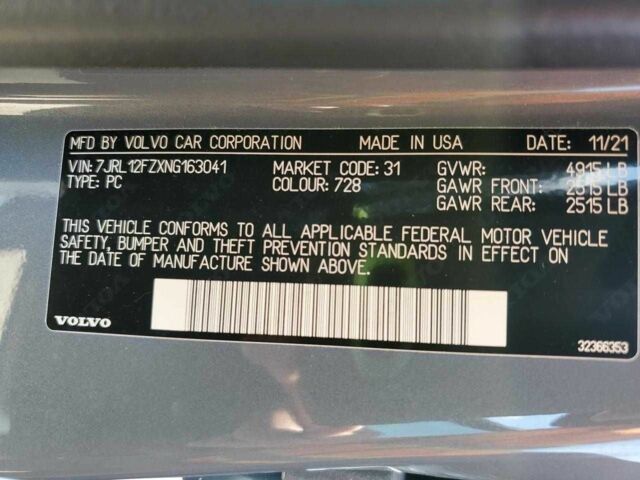 MFD BY VOLVO CAR CORPORATION MADE IN USA DATE: 11/21
VIN: 7JRL12FZXNG163041 MARKET CODE: 31 GVWR: 4915 LB
TYPE: PC COLOUR: 728 GAWR FRONT: 2515 LB
GAWR REAR: 2515 LB
THIS VEHICLE CONFORMS TO ALL APPLICABLE FEDERAL MOTOR VEHICLE
SAFETY, BUMPER AND THEFT PREVENTION STANDARDS IN EFFECT ON
THE DATE OF MANUFACTURE SHOWN ABOVE.
VOLVO 32366353